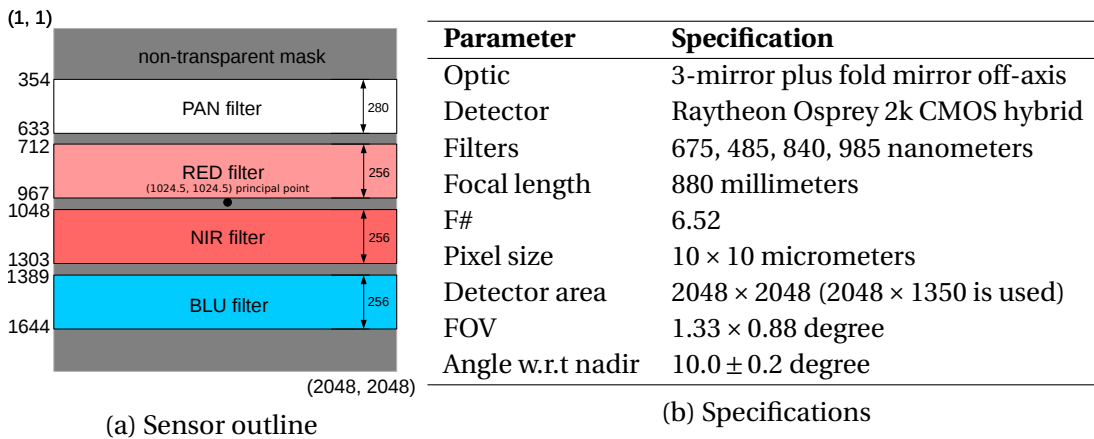 (1, 1)
non-transparent mask
354
PAN filter
280
633
712
RED filter
256
(1024.5, 1024.5) principal point
967
1048
NIR filter
256
1303
1389
BLU filter
256
1644
(2048, 2048)
(a) Sensor outline
Parameter Specification
Optic 3-mirror plus fold mirror off-axis
Detector Raytheon Osprey 2k CMOS hybrid
Filters 675, 485, 840, 985 nanometers
Focal length 880 millimeters
F# 6.52
Pixel size 10 × 10 micrometers
Detector area 2048 × 2048 (2048 × 1350 is used)
FOV 1.33 × 0.88 degree
Angle w.r.t nadir 10.0 ± 0.2 degree
(b) Specifications